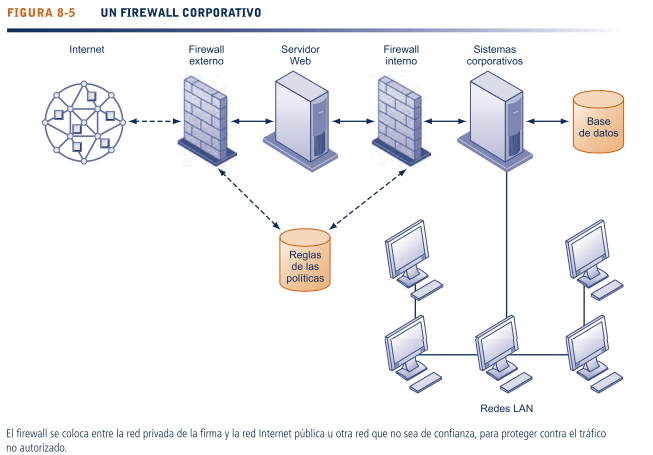 FIGURA 8-5 UN FIREWALL CORPORATIVO
Internet
Firewall
externo
Servidor
Web
Firewall
interno
Sistemas
corporativos
Base
de datos
Reglas
de las
políticas
Redes LAN
El firewall se coloca entre la red privada de la firma y la red Internet pública u otra red que no sea de confianza, para proteger contra el tráfico
no autorizado.